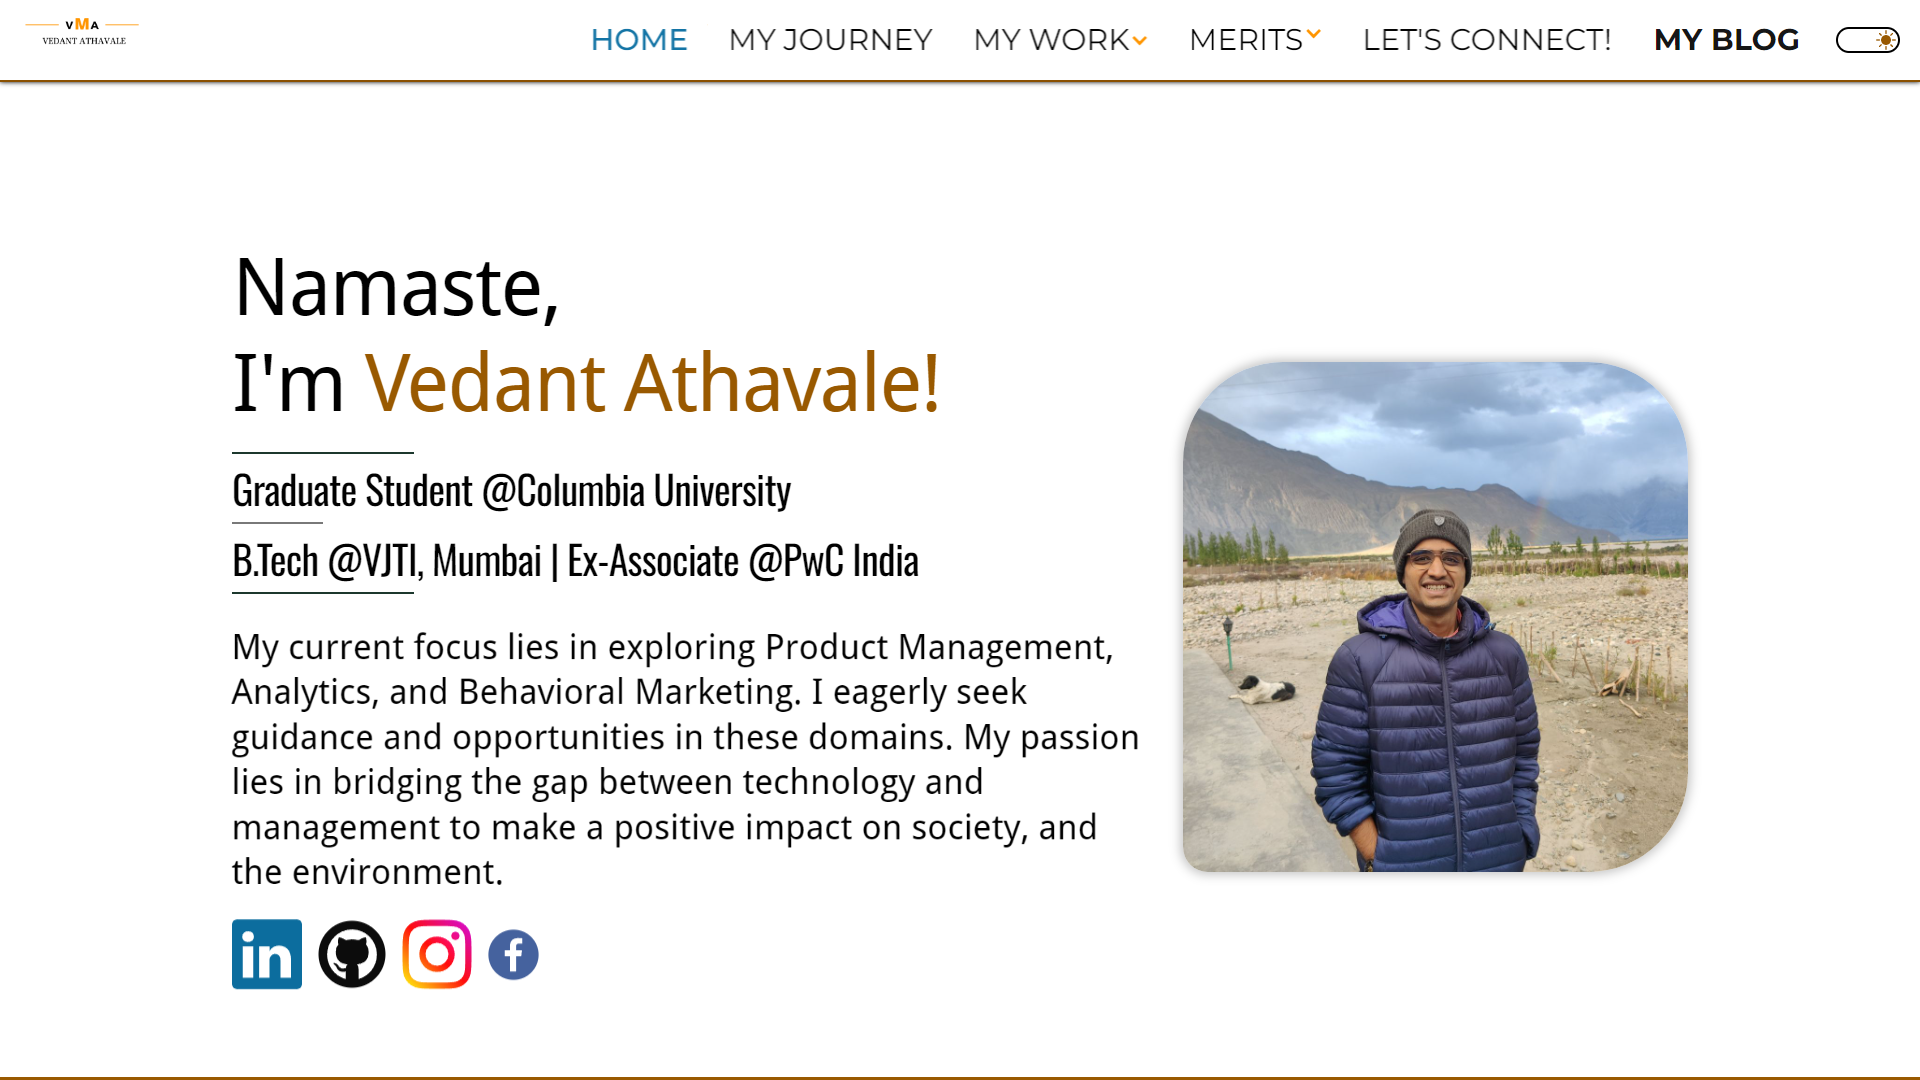 VMA
VEDANT ATHAVALE
HOME
MY JOURNEY
MY WORK
MERITS
LET'S CONNECT!
MY BLOG
Namaste,
I'm Vedant Athavale!
Graduate Student @Columbia University
B.Tech @VJTI, Mumbai | Ex-Associate @PwC India
My current focus lies in exploring Product Management,
Analytics, and Behavioral Marketing. I eagerly seek
guidance and opportunities in these domains. My passion
lies in bridging the gap between technology and
management to make a positive impact on society, and
the environment.
in
f